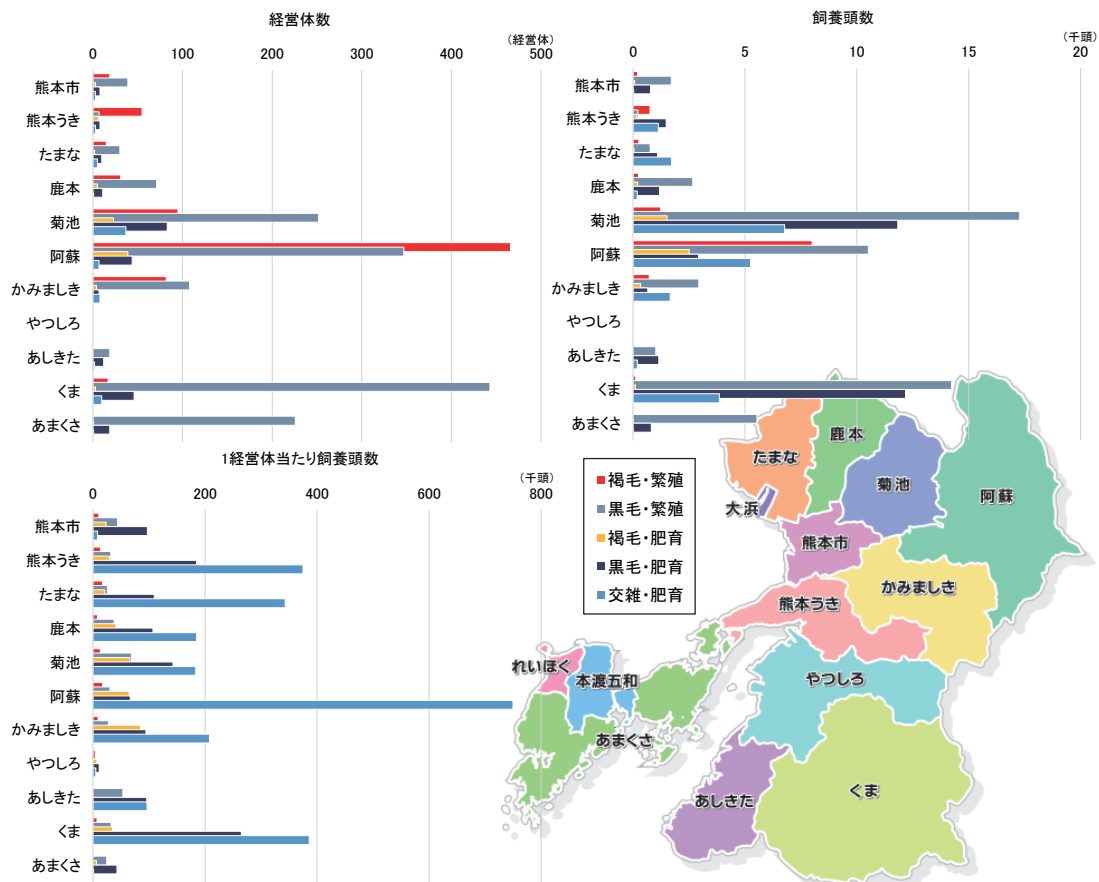 経営体数
(経営体)
0 100 200 300 400 500
熊本市
熊本うき
たまな
鹿本
菊池
阿蘇
かみましき
やつしろ
あしきた
くま
あまくさ
飼養頭数
(千頭)
0 5 10 15 20
熊本市
熊本うき
たまな
鹿本
菊池
阿蘇
かみましき
やつしろ
あしきた
くま
あまくさ
1経営体当たり飼養頭数
(千頭)
0 200 400 600 800
熊本市
熊本うき
たまな
鹿本
菊池
阿蘇
かみましき
やつしろ
あしきた
くま
あまくさ
褐毛・繁殖
黒毛・繁殖
褐毛・肥育
黒毛・肥育
交雑・肥育
たまな
鹿本
菊池
阿蘇
大浜
熊本市
かみましき
熊本うき
れいほく
本渡五和
やつしろ
あまくさ
あしきた
くま